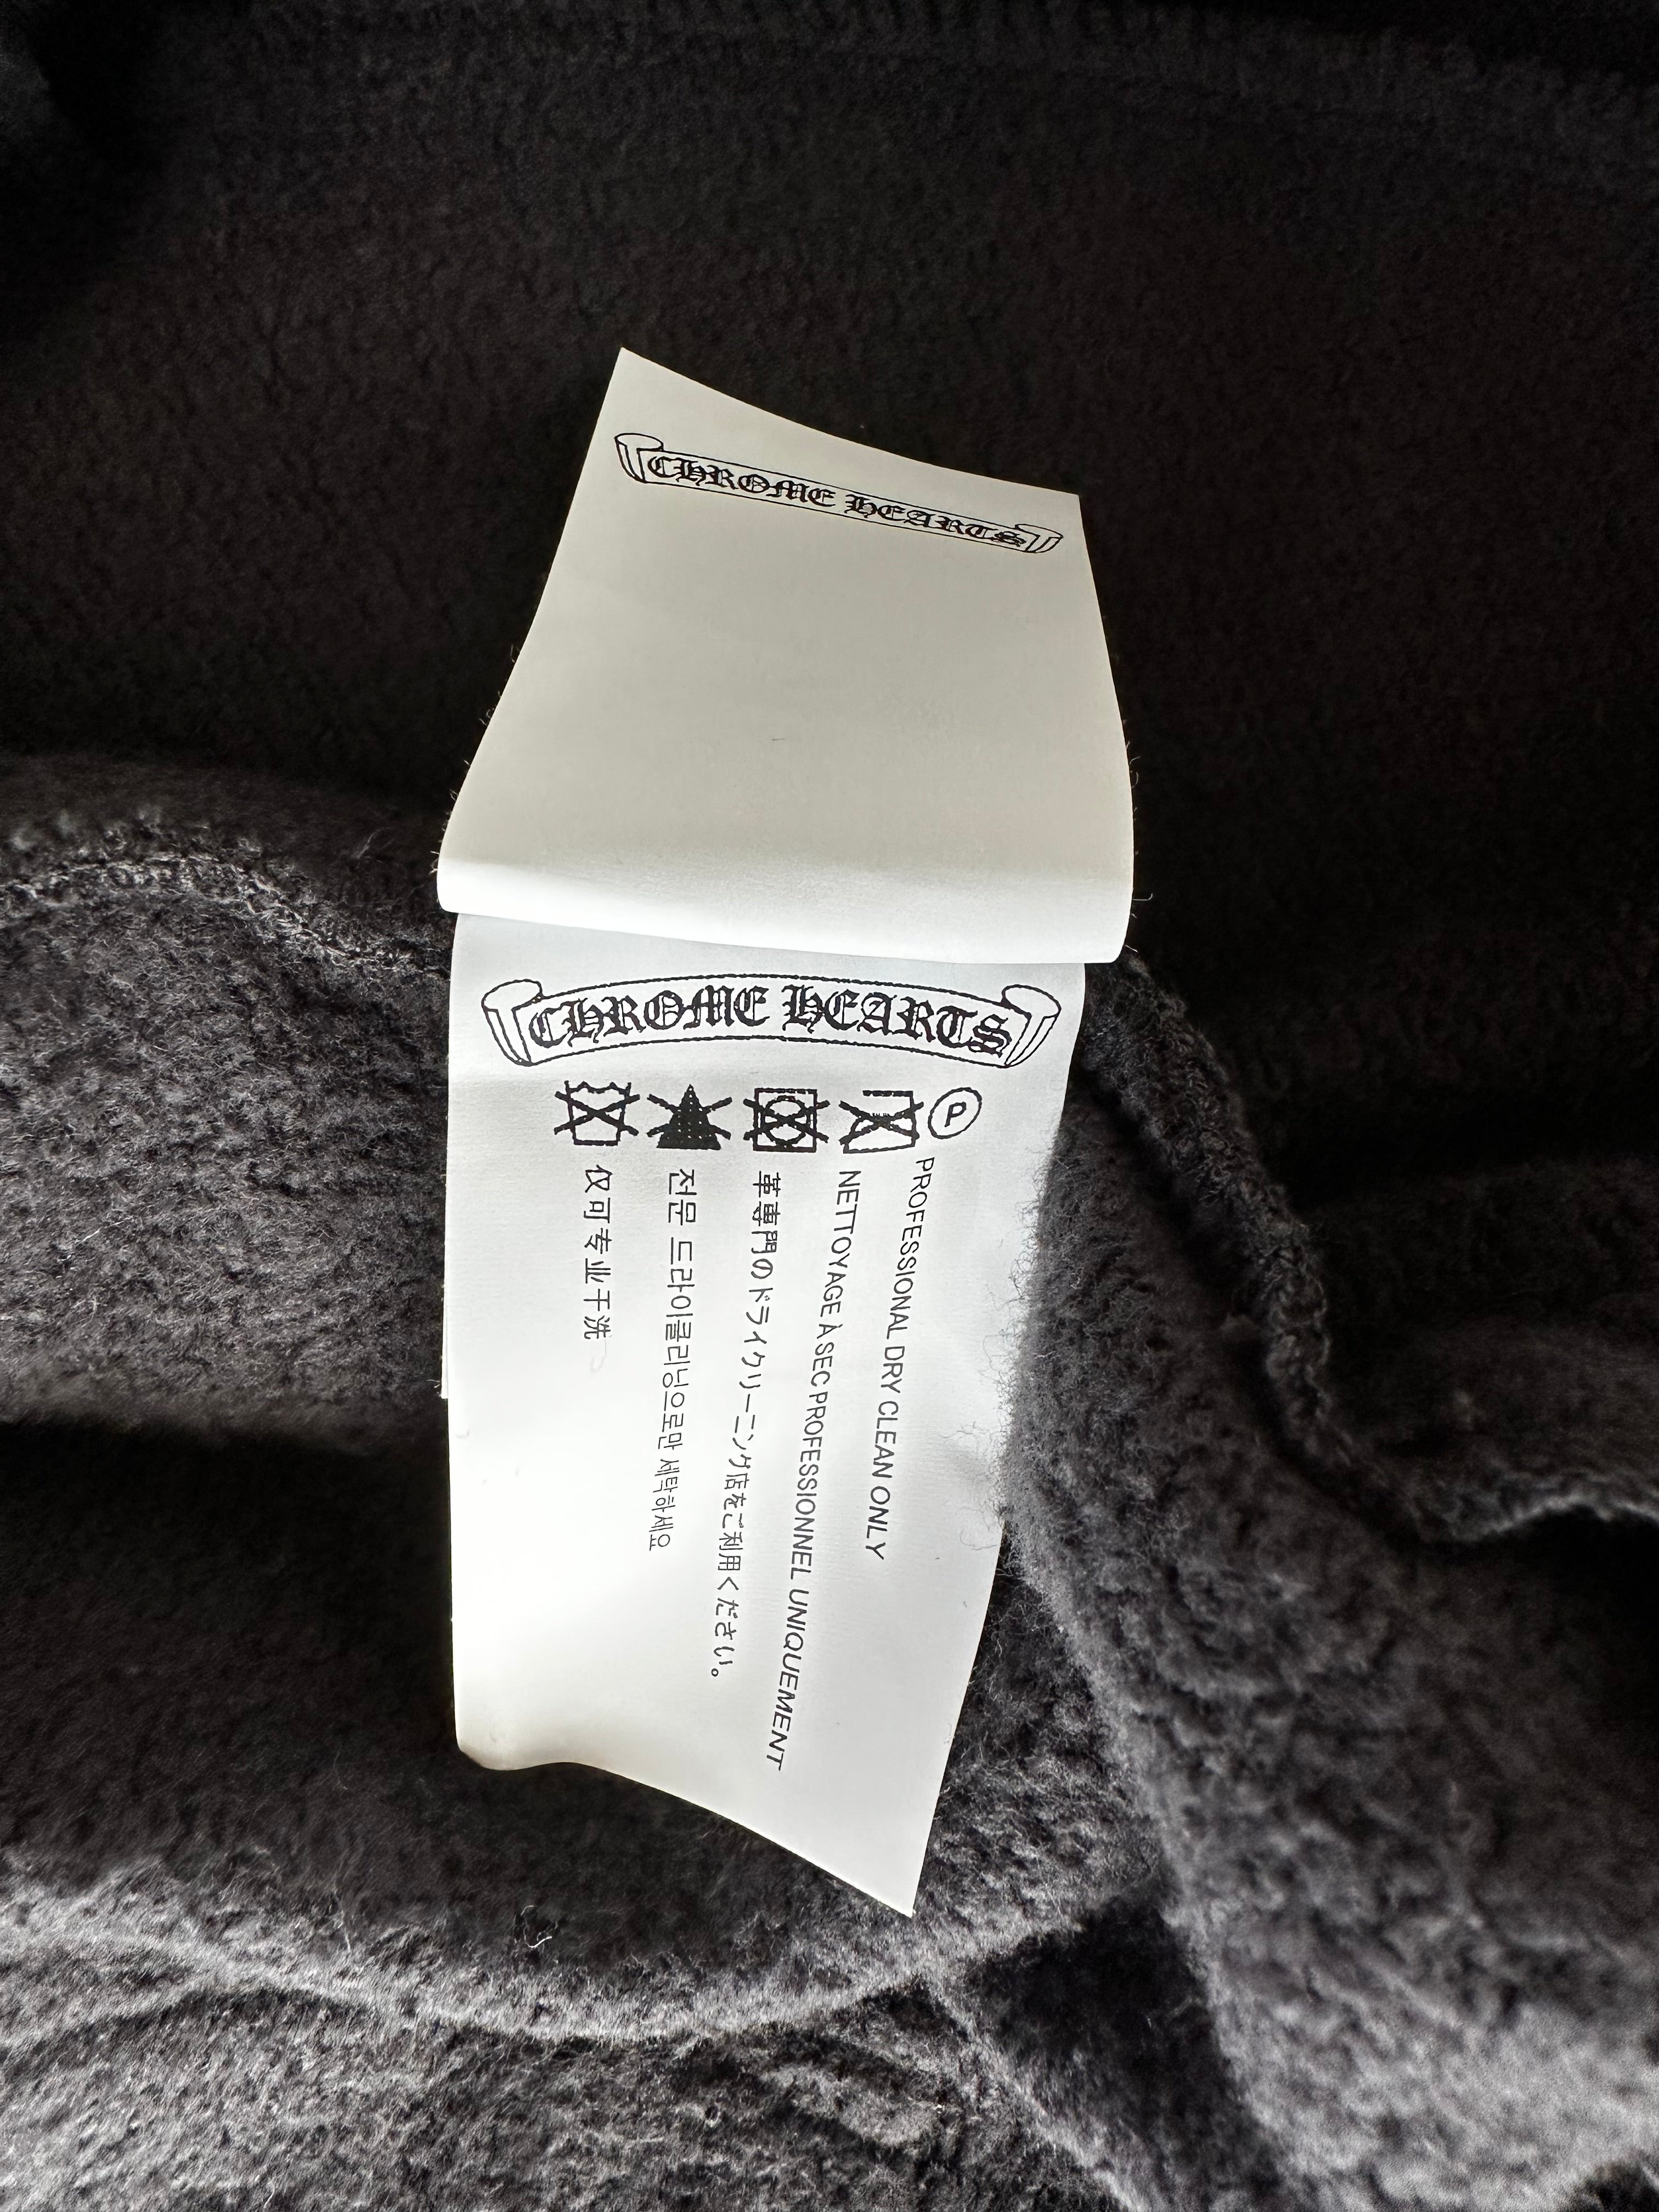 CHROME HEARTS
CHROME HEARTS
P
PROFESSIONAL DRY CLEAN ONLY
NETTOYAGE À SEC PROFESSIONNEL UNIQUEMENT
革専門のドライクリーニング店をご利用ください。
전문 드라이클리닝으로만 세탁하세요
仅可专业干洗